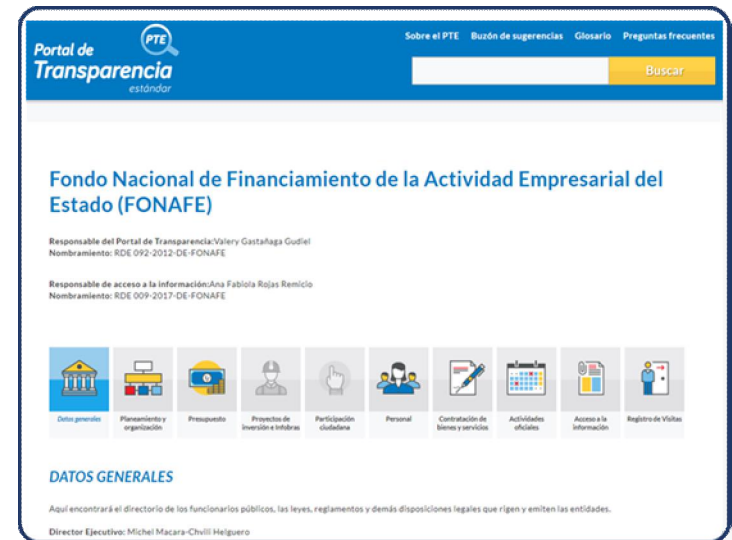 Portal de
Transparencia
estándar
PTE
Sobre el PTE Buzón de sugerencias Glosario Preguntas frecuentes
Buscar
Fondo Nacional de Financiamiento de la Actividad Empresarial del
Estado (FONAFE)
Responsable del Portal de Transparencia:Valery Gastañaga Gudiel
Nombramiento: RDE 092-2012-DE-FONAFE
Responsable de acceso a la información:Ana Fabiola Rojas Remicio
Nombramiento: RDE 009-2017-DE-FONAFE
Datos generales
Planeamiento y
organización
Presupuesto
Proyectos de
inversión e Infobras
Participación
ciudadana
Personal
Contratación de
bienes y servicios
Actividades
oficiales
Acceso a la
información
Registro de Visitas
DATOS GENERALES
Aquí encontrará el directorio de los funcionarios públicos, las leyes, reglamentos y demás disposiciones legales que rigen y emiten las entidades.
Director Ejecutivo: Michel Macara-Chvili Helguero